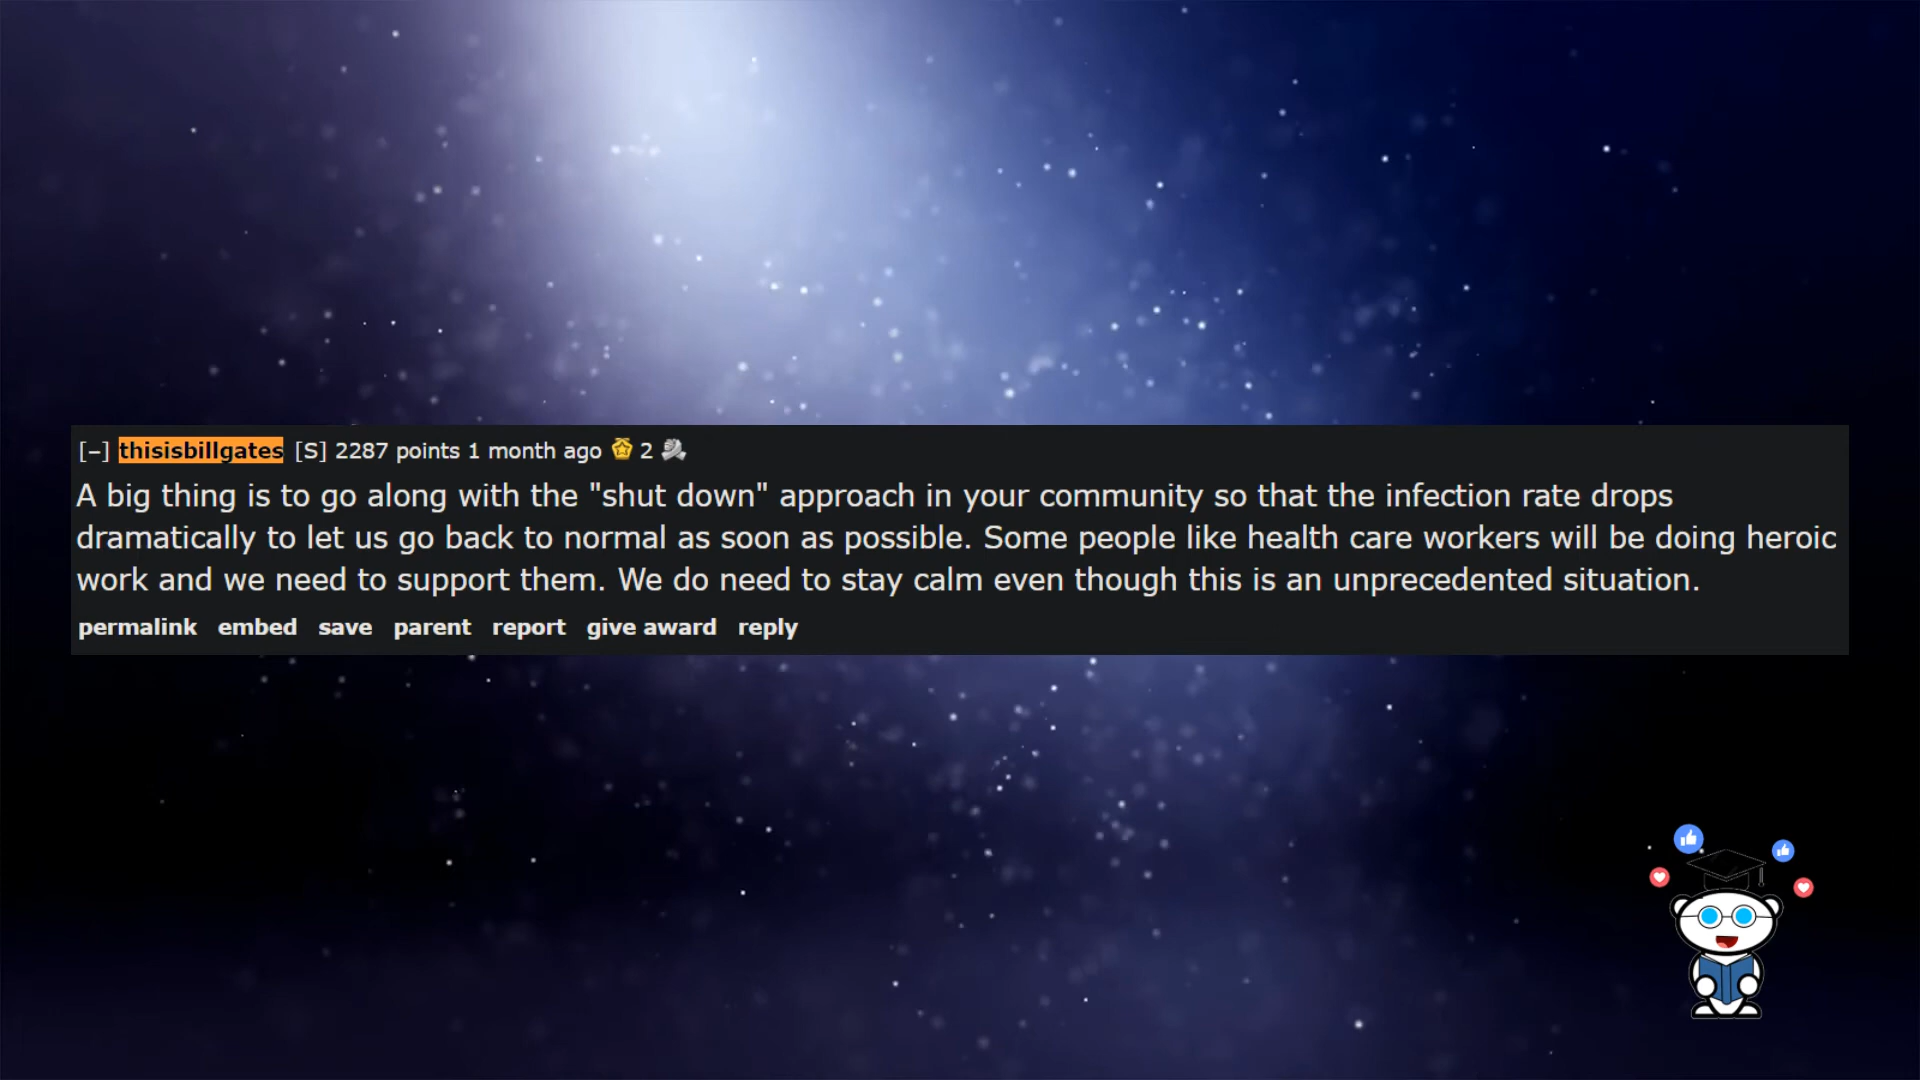 [–] thisisbillgates [S] 2287 points 1 month ago 2
A big thing is to go along with the "shut down" approach in your community so that the infection rate drops
dramatically to let us go back to normal as soon as possible. Some people like health care workers will be doing heroic
work and we need to support them. We do need to stay calm even though this is an unprecedented situation.
permalink embed save parent report give award reply